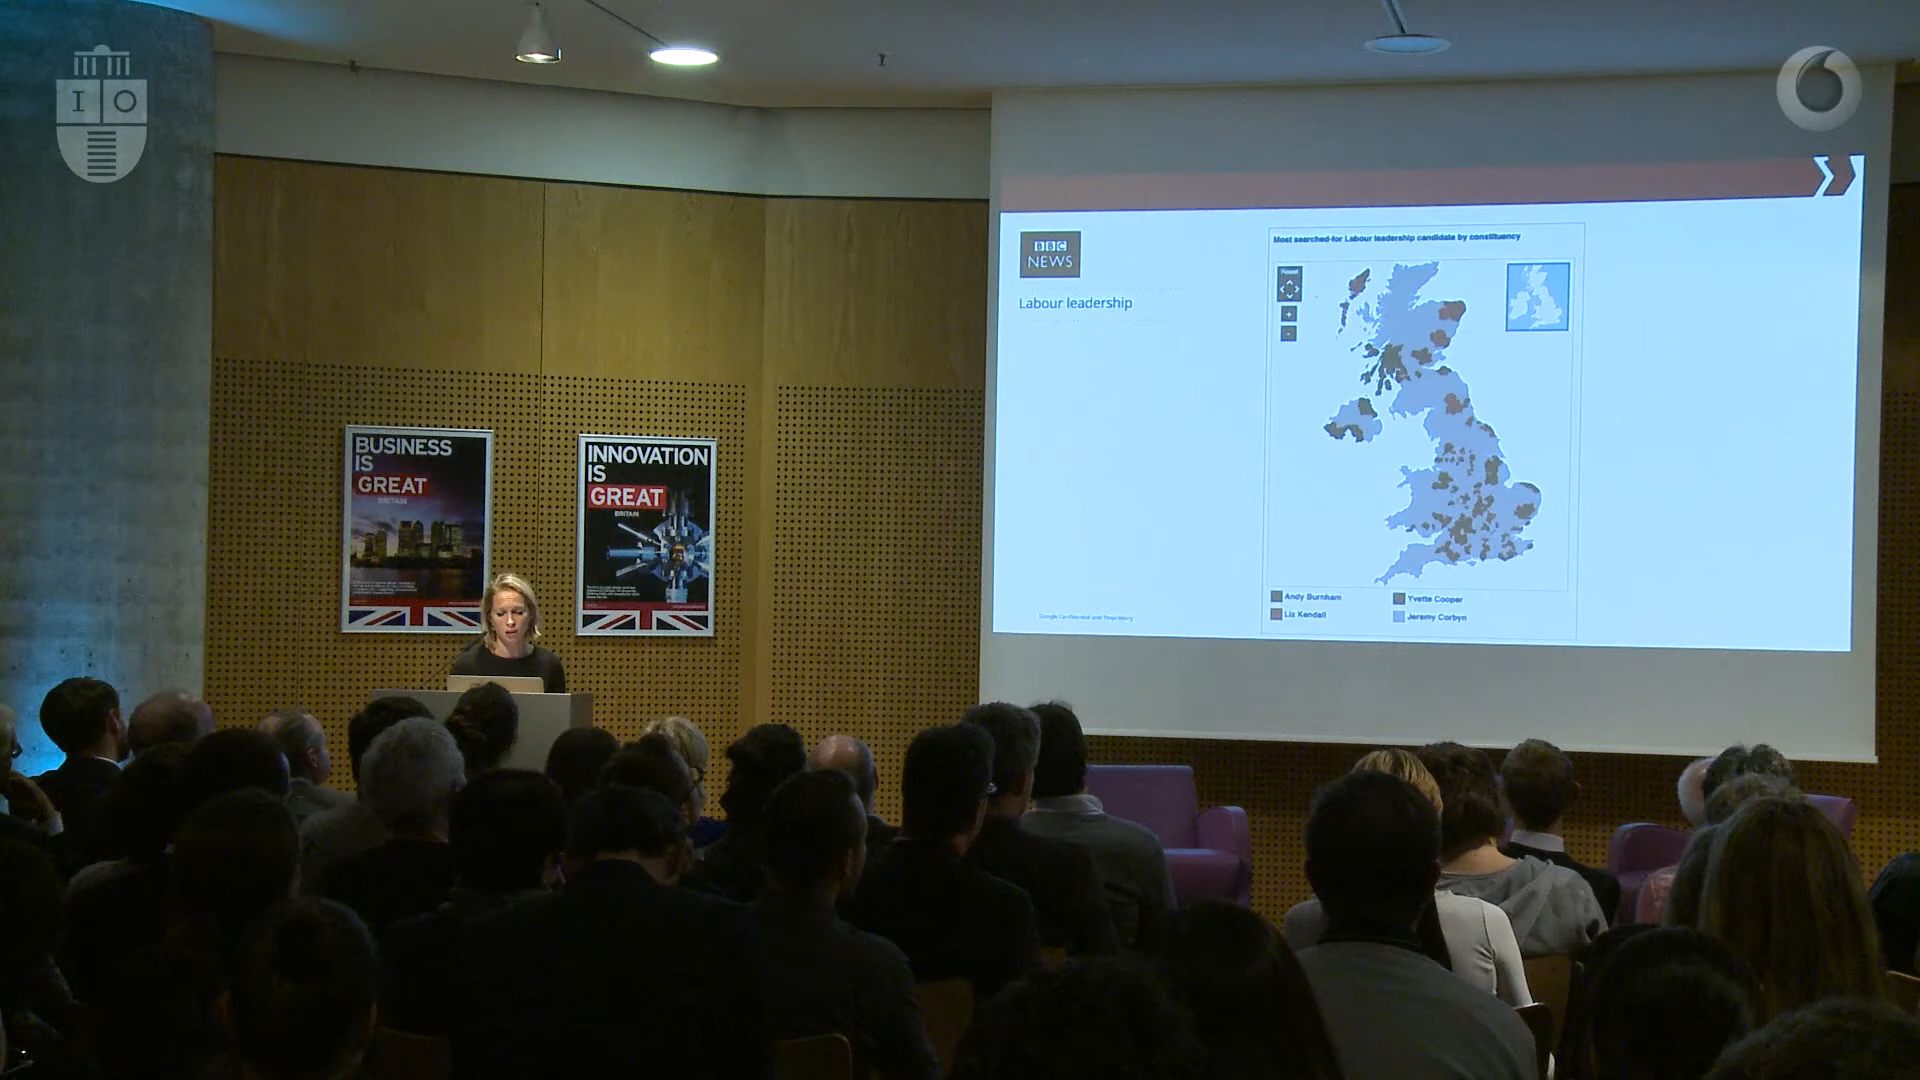 I O
BUSINESS
IS
GREAT
BRITAIN
INNOVATION
IS
GREAT
BRITAIN
BBC
NEWS
Labour leadership
Most searched-for Labour leadership candidate by constituency
Reset
+
-
Andy Burnham
Yvette Cooper
Liz Kendall
Jeremy Corbyn
Google Confidential and Proprietary